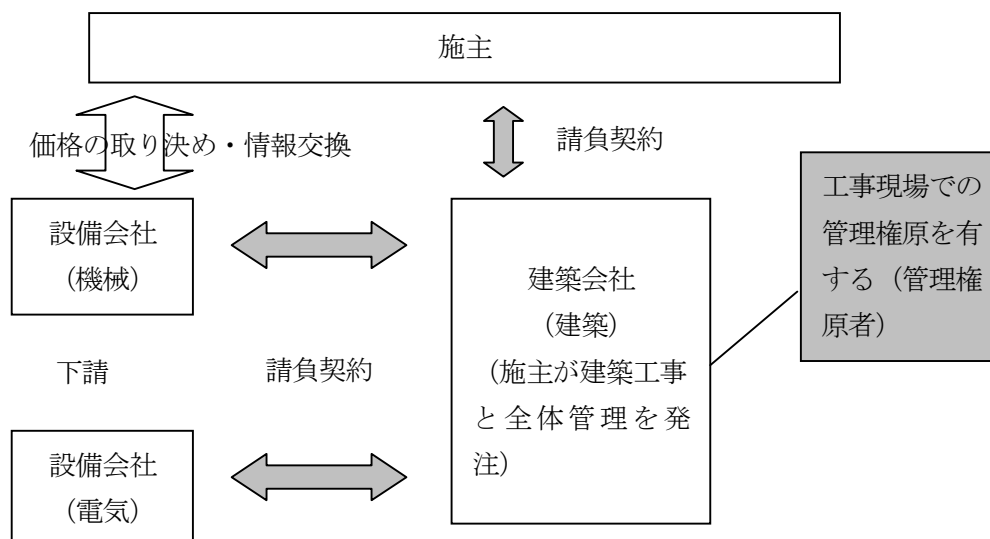 施主
価格の取り決め・情報交換
請負契約
工事現場での
管理権原を有
する（管理権
原者）
設備会社
（機械）
建築会社
（建築）
（施主が建築工事
と全体管理を発
注）
下請
請負契約
設備会社
（電気）